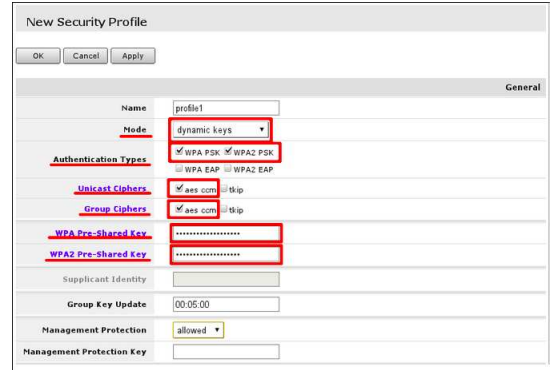 New Security Profile
OK Cancel Apply
General
Name profile1
Mode dynamic keys
Authentication Types WPA PSK WPA2 PSK
WPA EAP WPA2 EAP
Unicast Ciphers aes ccm tkip
Group Ciphers aes ccm tkip
WPA Pre-Shared Key ••••••••••••••••••
WPA2 Pre-Shared Key ••••••••••••••••••
Supplicant Identity
Group Key Update 00:05:00
Management Protection allowed
Management Protection Key